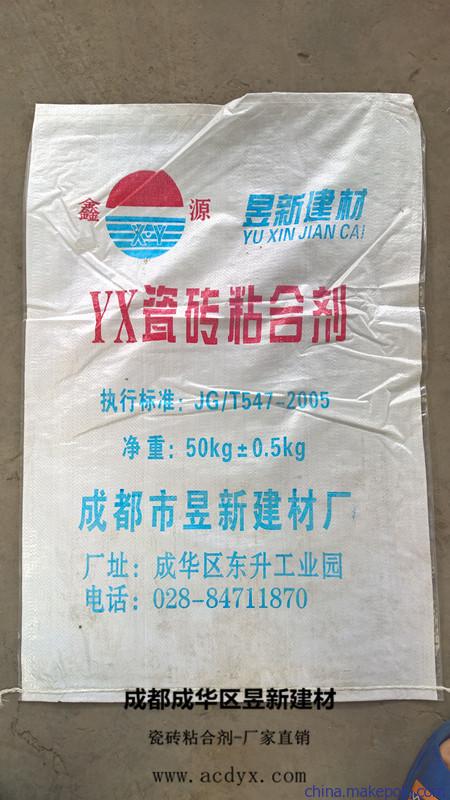 鑫 X·Y 源
昱新建材
YU XIN JIAN CAI
YX瓷砖粘合剂
执行标准：JG/T547-2005
净重：50kg±0.5kg
成都市昱新建材厂
厂址：成华区东升工业园
电话：028-84711870
成都成华区昱新建材
瓷砖粘合剂-厂家直销
www.acdyx.com
china.makepolo.com